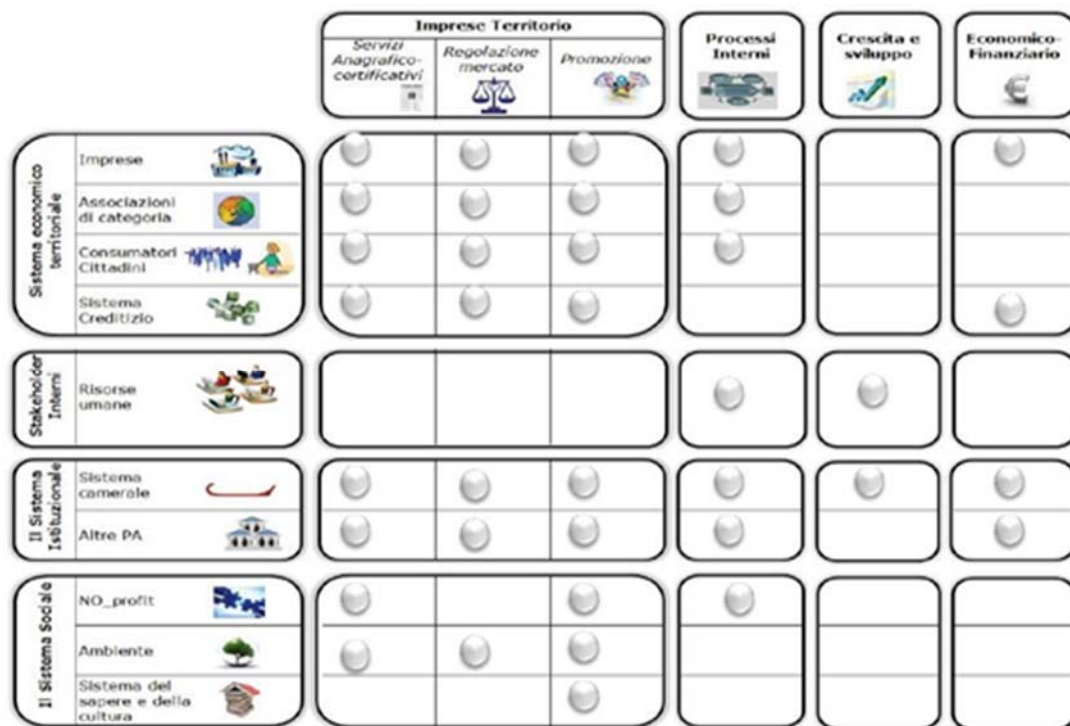 Imprese Territorio
Servizi
Anagrafico-
certificativi
Regolazione
mercato
Promozione
Processi
Interni
Crescita e
sviluppo
Economico-
Finanziario
€
Sistema economico
territoriale
Imprese
Associazioni
di categoria
Consumatori
Cittadini
Sistema
Creditizio
Stakeholder
Interni
Risorse
umane
Il Sistema
Istituzionale
Sistema
camerale
Altre PA
Il Sistema Sociale
NO_profit
Ambiente
Sistema del
sapere e della
cultura